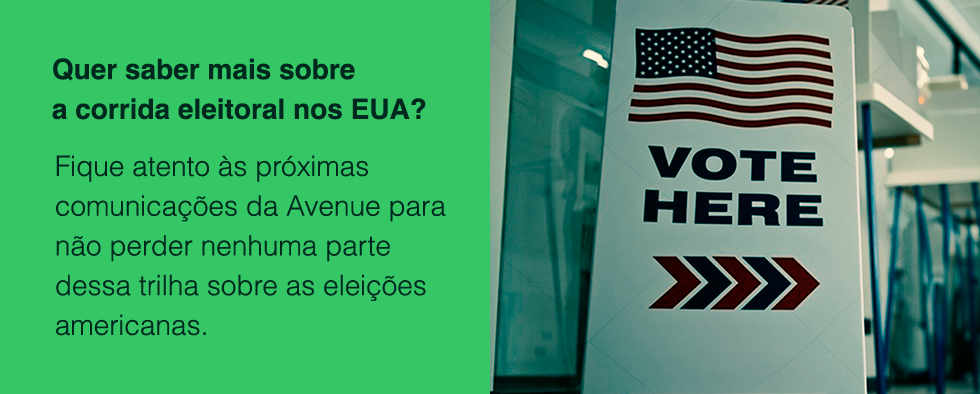 Quer saber mais sobre
a corrida eleitoral nos EUA?
Fique atento às próximas
comunicações da Avenue para
não perder nenhuma parte
dessa trilha sobre as eleições
americanas.
VOTE
HERE